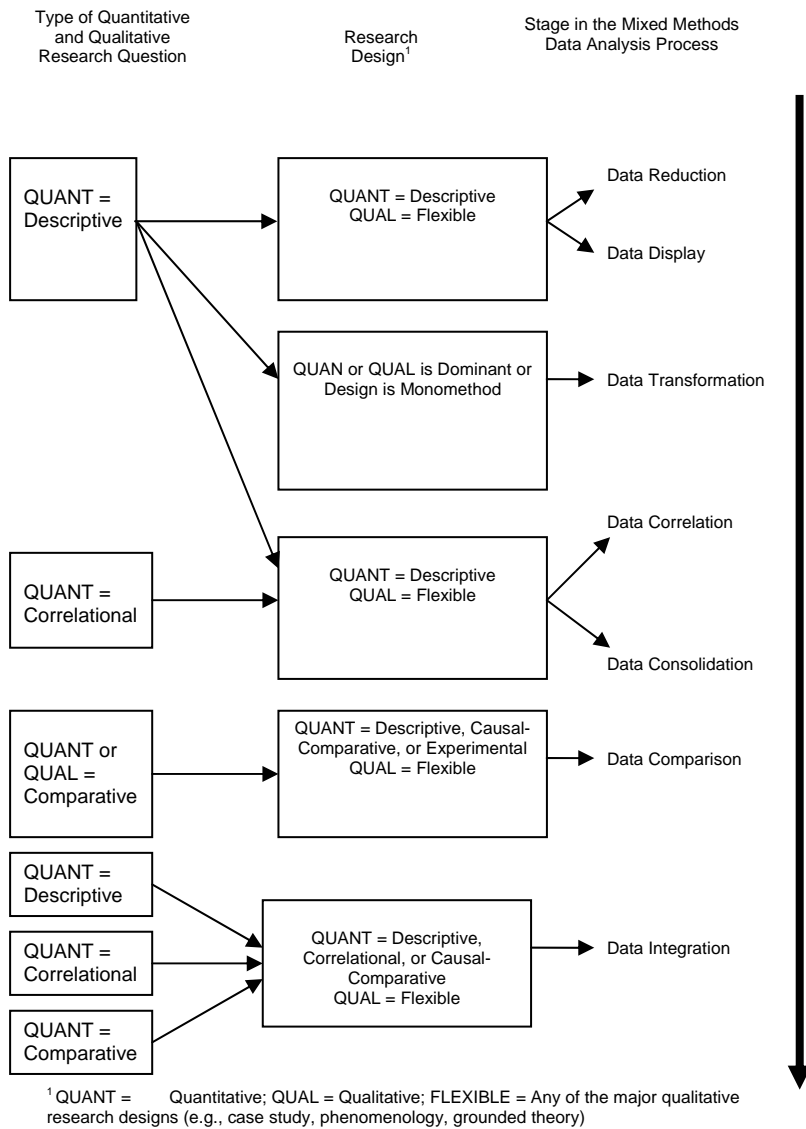 Type of Quantitative
and Qualitative
Research Question
Research
Design1
Stage in the Mixed Methods
Data Analysis Process
QUANT =
Descriptive
QUANT = Descriptive
QUAL = Flexible
Data Reduction
Data Display
QUAN or QUAL is Dominant or
Design is Monomethod
Data Transformation
QUANT =
Correlational
QUANT = Descriptive
QUAL = Flexible
Data Correlation
Data Consolidation
QUANT or
QUAL =
Comparative
QUANT = Descriptive, Causal-
Comparative, or Experimental
QUAL = Flexible
Data Comparison
QUANT =
Descriptive
QUANT =
Correlational
QUANT =
Comparative
QUANT = Descriptive,
Correlational, or Causal-
Comparative
QUAL = Flexible
Data Integration
1 QUANT = Quantitative; QUAL = Qualitative; FLEXIBLE = Any of the major qualitative
research designs (e.g., case study, phenomenology, grounded theory)